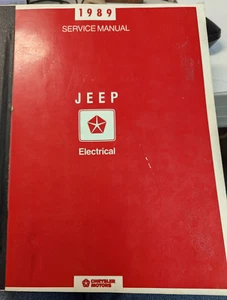 1989
SERVICE MANUAL
JEEP
Electrical
CHRYSLER
MOTORS